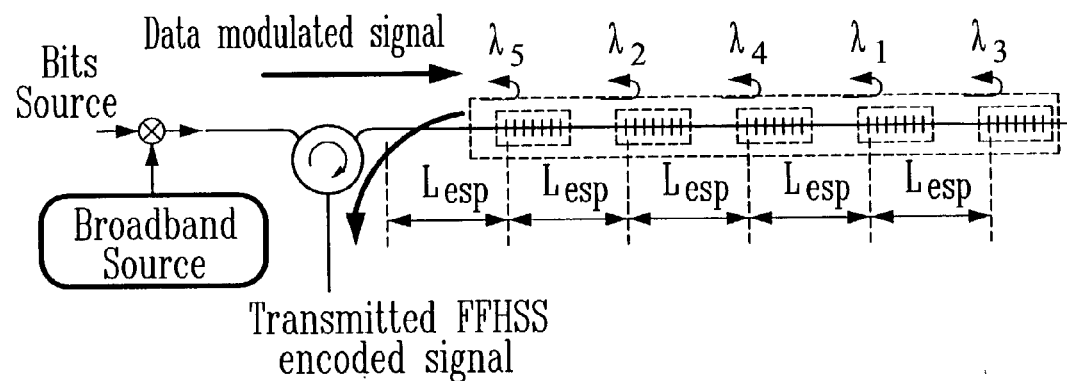 Data modulated signal
Bits
Source
λ5 λ2 λ4 λ1 λ3
Lesp Lesp Lesp Lesp Lesp
Broadband
Source
Transmitted FFHSS
encoded signal